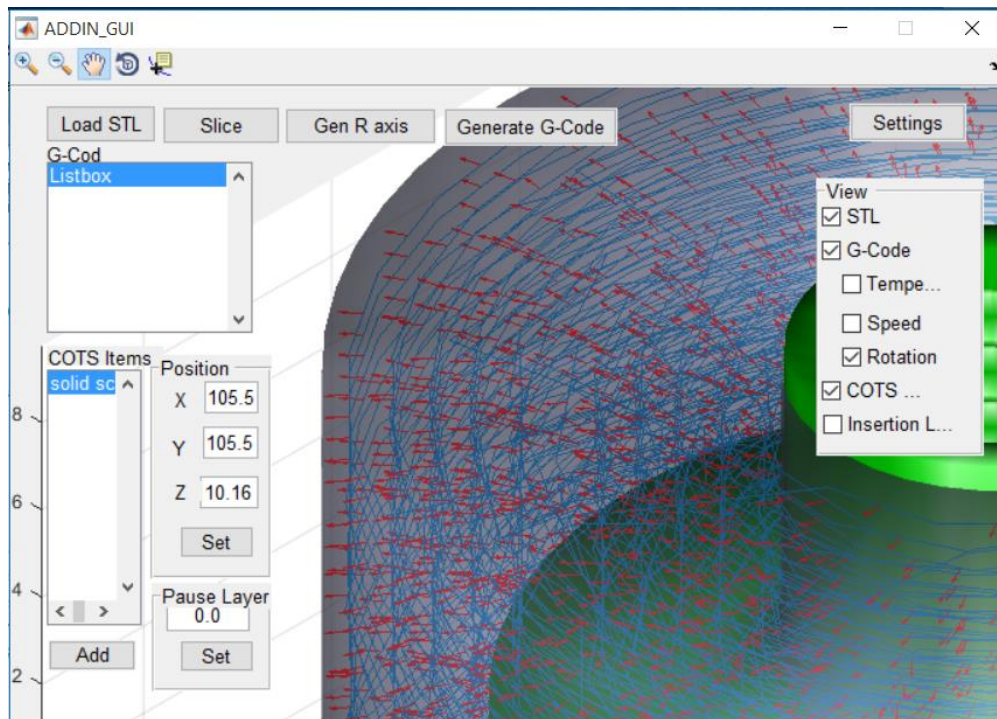 ADDIN_GUI
Load STL
Slice
Gen R axis
Generate G-Code
Settings
G-Cod
Listbox
View
STL
G-Code
Tempe...
Speed
Rotation
COTS ...
Insertion L...
COTS Items
solid sc
Position
X 105.5
Y 105.5
Z 10.16
Set
Pause Layer
0.0
Set
Add
8
6
4
2